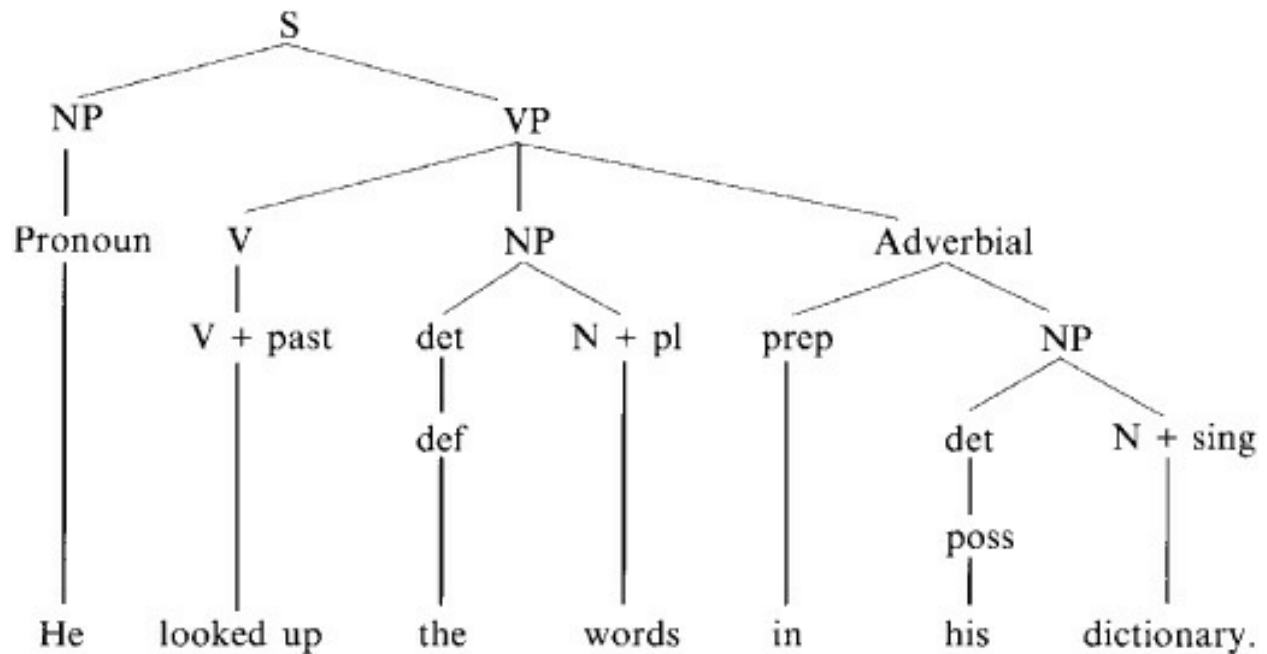 S
NP VP
Pronoun V NP Adverbial
V + past det N + pl prep NP
def det N + sing
poss
He looked up the words in his dictionary.